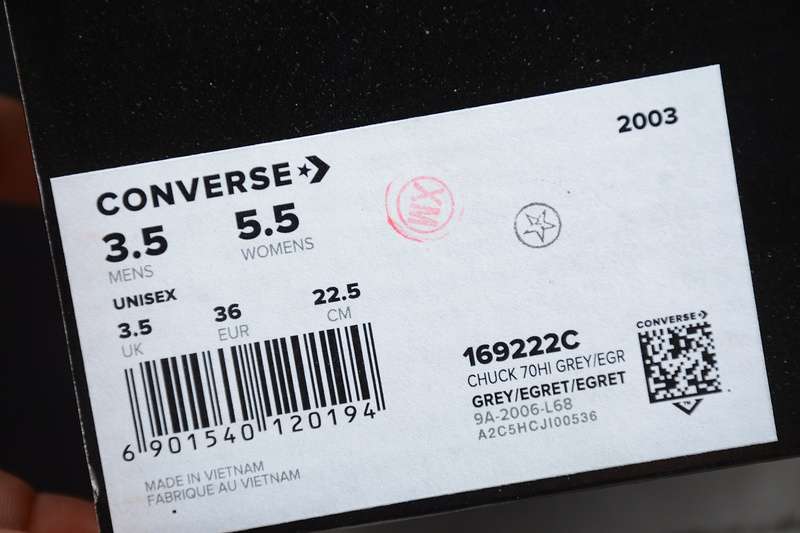 2003
CONVERSE
3.5 5.5
MENS WOMENS
UNISEX
3.5 36 22.5
UK EUR CM
6 901540 120194
MADE IN VIETNAM
FABRIQUE AU VIETNAM
WX
169222C
CHUCK 70HI GREY/EGR
GREY/EGRET/EGRET
9A-2006-L68
A2C5HCJI00536
CONVERSE